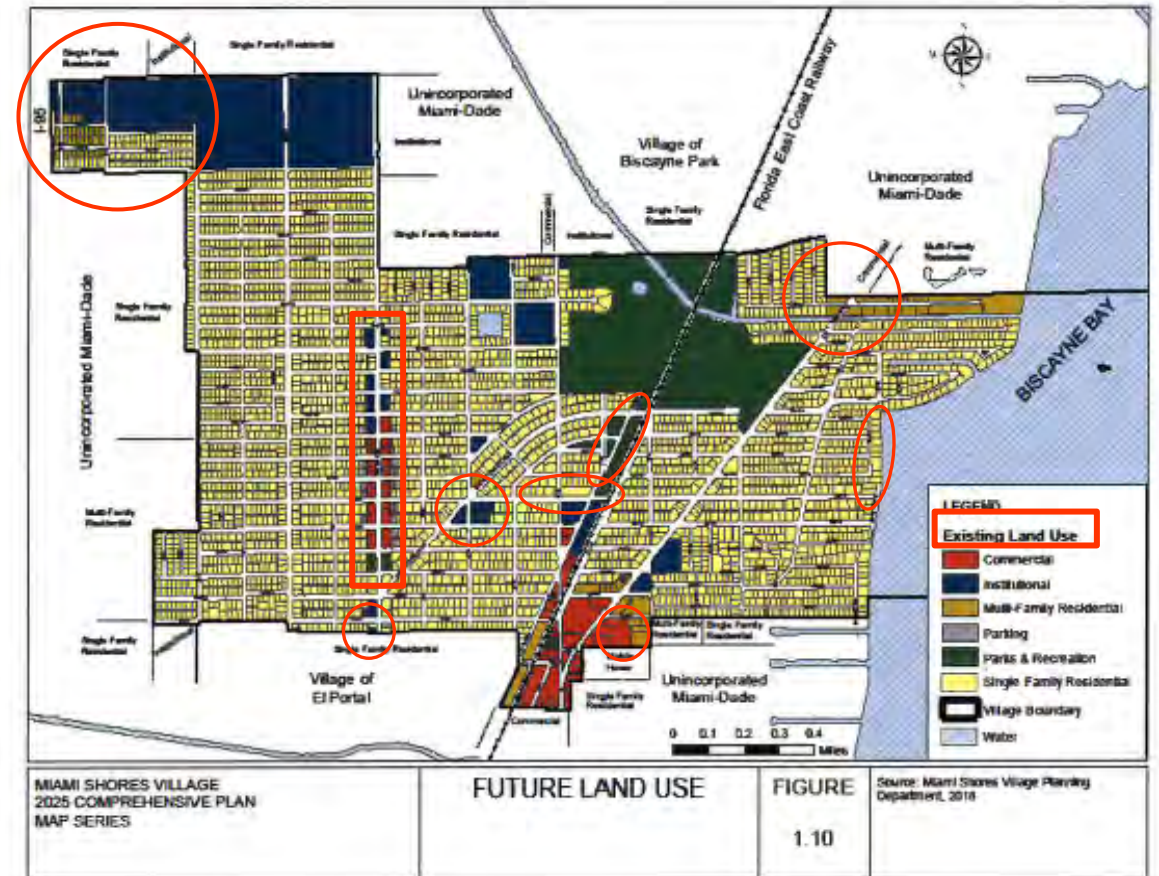 Single Family
Residential
Institutional
Single Family Residential
I-95
Unincorporated
Miami-Dade
Institutional
Village of
Biscayne Park
Florida East Coast Railway
Unincorporated
Miami-Dade
Single Family
Residential
Commercial
Institutional
Single Family Residential
Commercial
Multi-Family
Residential
Unincorporated Miami-Dade
Single Family
Residential
BISCAYNE BAY
Multi-Family
Residential
Single Family
Residential
Institutional
Single Family Residential
Village of
El Portal
Commercial
Multi-Family
Residential
Single Family
Residential
Mobile
Home
Single Family
Residential
Unincorporated
Miami-Dade
0 0.1 0.2 0.3 0.4
Miles
LEGEND
Existing Land Use
Commercial
Institutional
Multi-Family Residential
Parking
Parks & Recreation
Single Family Residential
Village Boundary
Water
MIAMI SHORES VILLAGE
2025 COMPREHENSIVE PLAN
MAP SERIES
FUTURE LAND USE
FIGURE
1.10
Source: Miami Shores Village Planning
Department, 2018